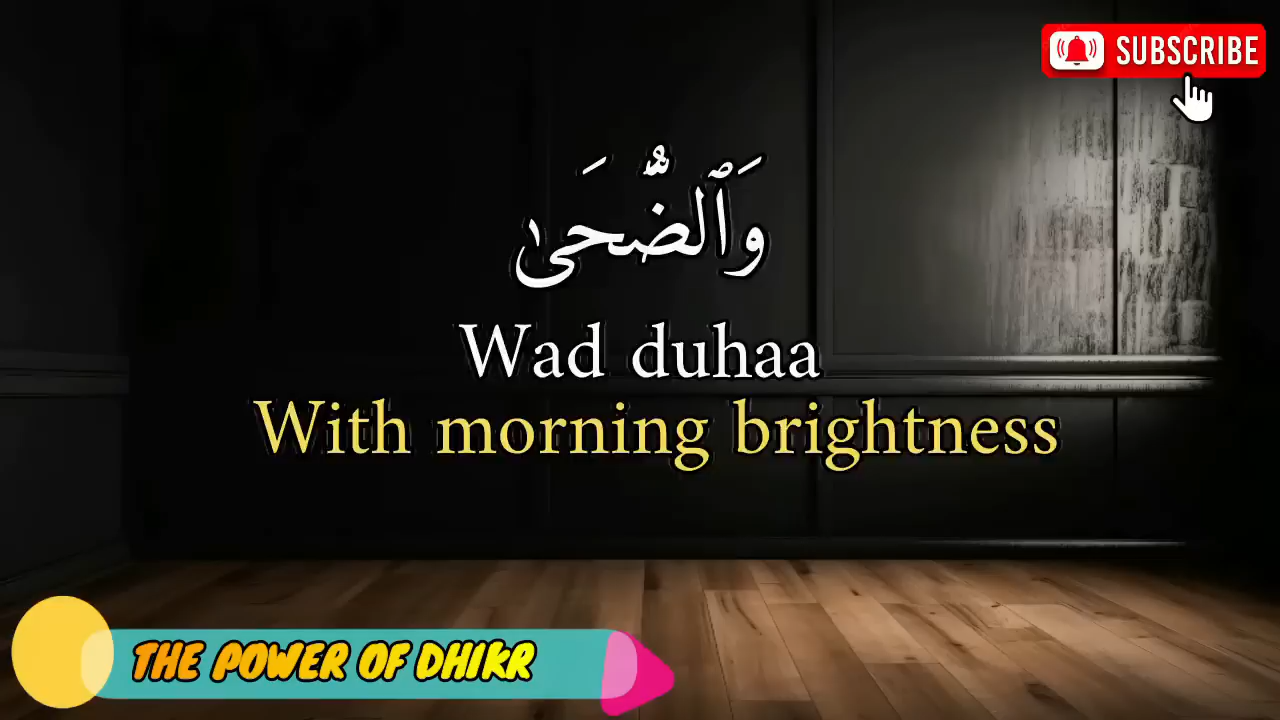 SUBSCRIBE
وَٱلضُّحَىٰ
Wad duhaa
With morning brightness
THE POWER OF DHIKR